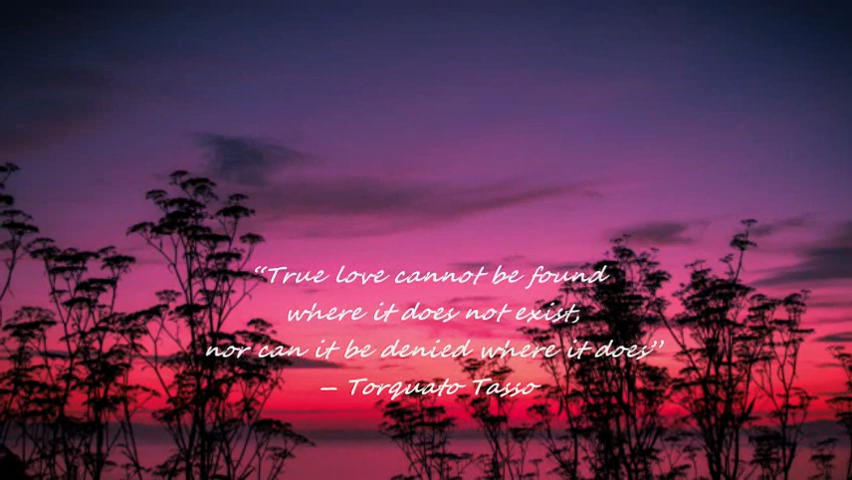 “True love cannot be found
where it does not exist,
nor can it be denied where it does”
– Torquato Tasso